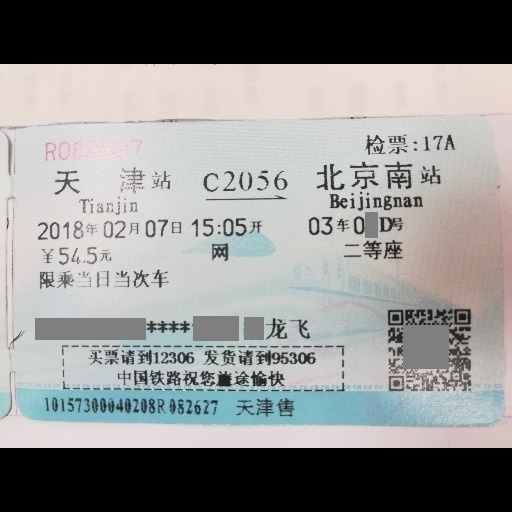 R082627
检票:17A
天津站 C2056 北京南站
Tianjin Beijingnan
2018年02月07日 15:05开 03车0 D号
￥54.5元 网 二等座
限乘当日当次车
**** 龙飞
买票请到12306 发货请到95306
中国铁路祝您旅途愉快
10157300040208R082627 天津售